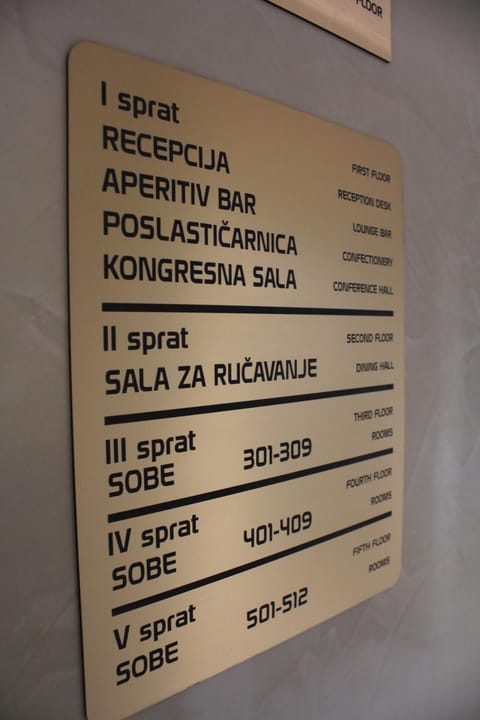 FLOOR
I sprat
FIRST FLOOR
RECEPCIJA
RECEPTION DESK
APERITIV BAR
LOUNGE BAR
POSLASTIČARNICA
CONFECTIONERY
KONGRESNA SALA
CONFERENCE HALL
II sprat
SECOND FLOOR
SALA ZA RUČAVANJE
DINING HALL
III sprat
THIRD FLOOR
SOBE 301-309
ROOMS
IV sprat
FOURTH FLOOR
SOBE 401-409
ROOMS
V sprat
FIFTH FLOOR
SOBE 501-512
ROOMS